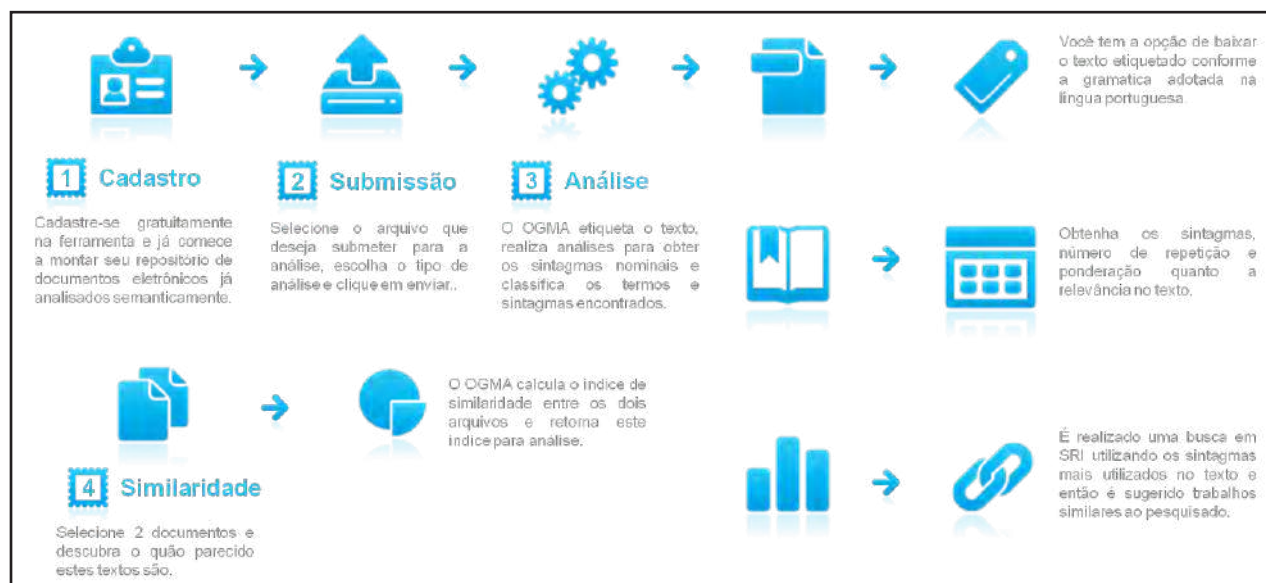 Você tem a opção de baixar
o texto etiquetado conforme
a gramatica adotada na
língua portuguesa.
1 Cadastro
Cadastre-se gratuitamente
na ferramenta e já comece
a montar seu repositório de
documentos eletrônicos já
analisados semanticamente.
2 Submissão
Selecione o arquivo que
deseja submeter para a
análise, escolha o tipo de
análise e clique em enviar..
3 Análise
O OGMA etiqueta o texto,
realiza análises para obter
os sintagmas nominais e
classifica os termos e
sintagmas encontrados.
Obtenha os sintagmas,
número de repetição e
ponderação quanto a
relevância no texto.
4 Similaridade
Selecione 2 documentos e
descubra o quão parecido
estes textos são.
O OGMA calcula o índice de
similaridade entre os dois
arquivos e retorna este
índice para análise.
É realizado uma busca em
SRI utilizando os sintagmas
mais utilizados no texto e
então é sugerido trabalhos
similares ao pesquisado.